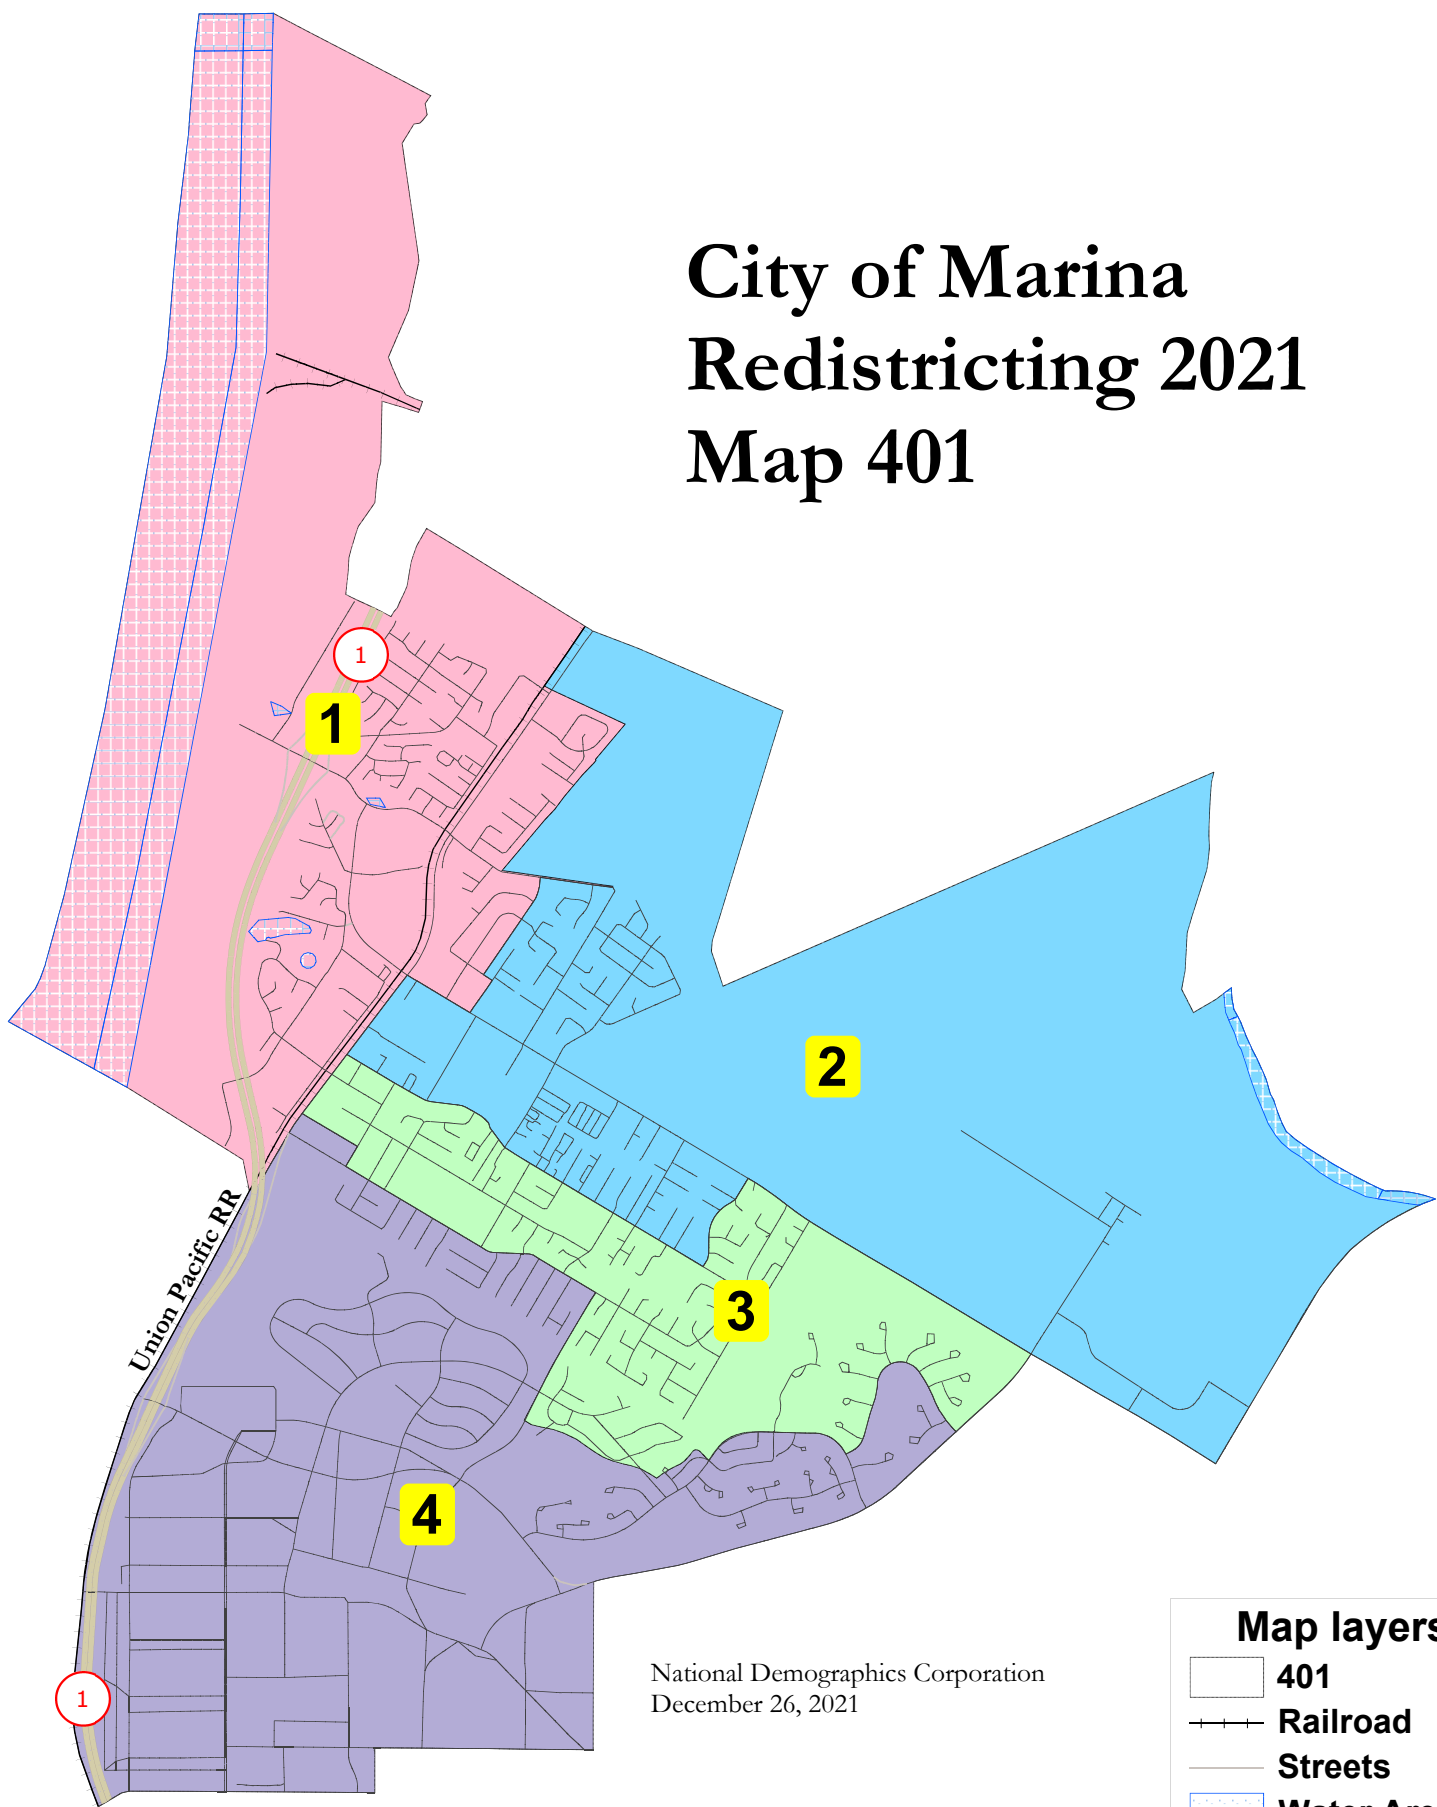 City of Marina
Redistricting 2021
Map 401
1
1
2
3
Union Pacific RR
4
1
National Demographics Corporation
December 26, 2021
Map layers
401
Railroad
Streets
Water